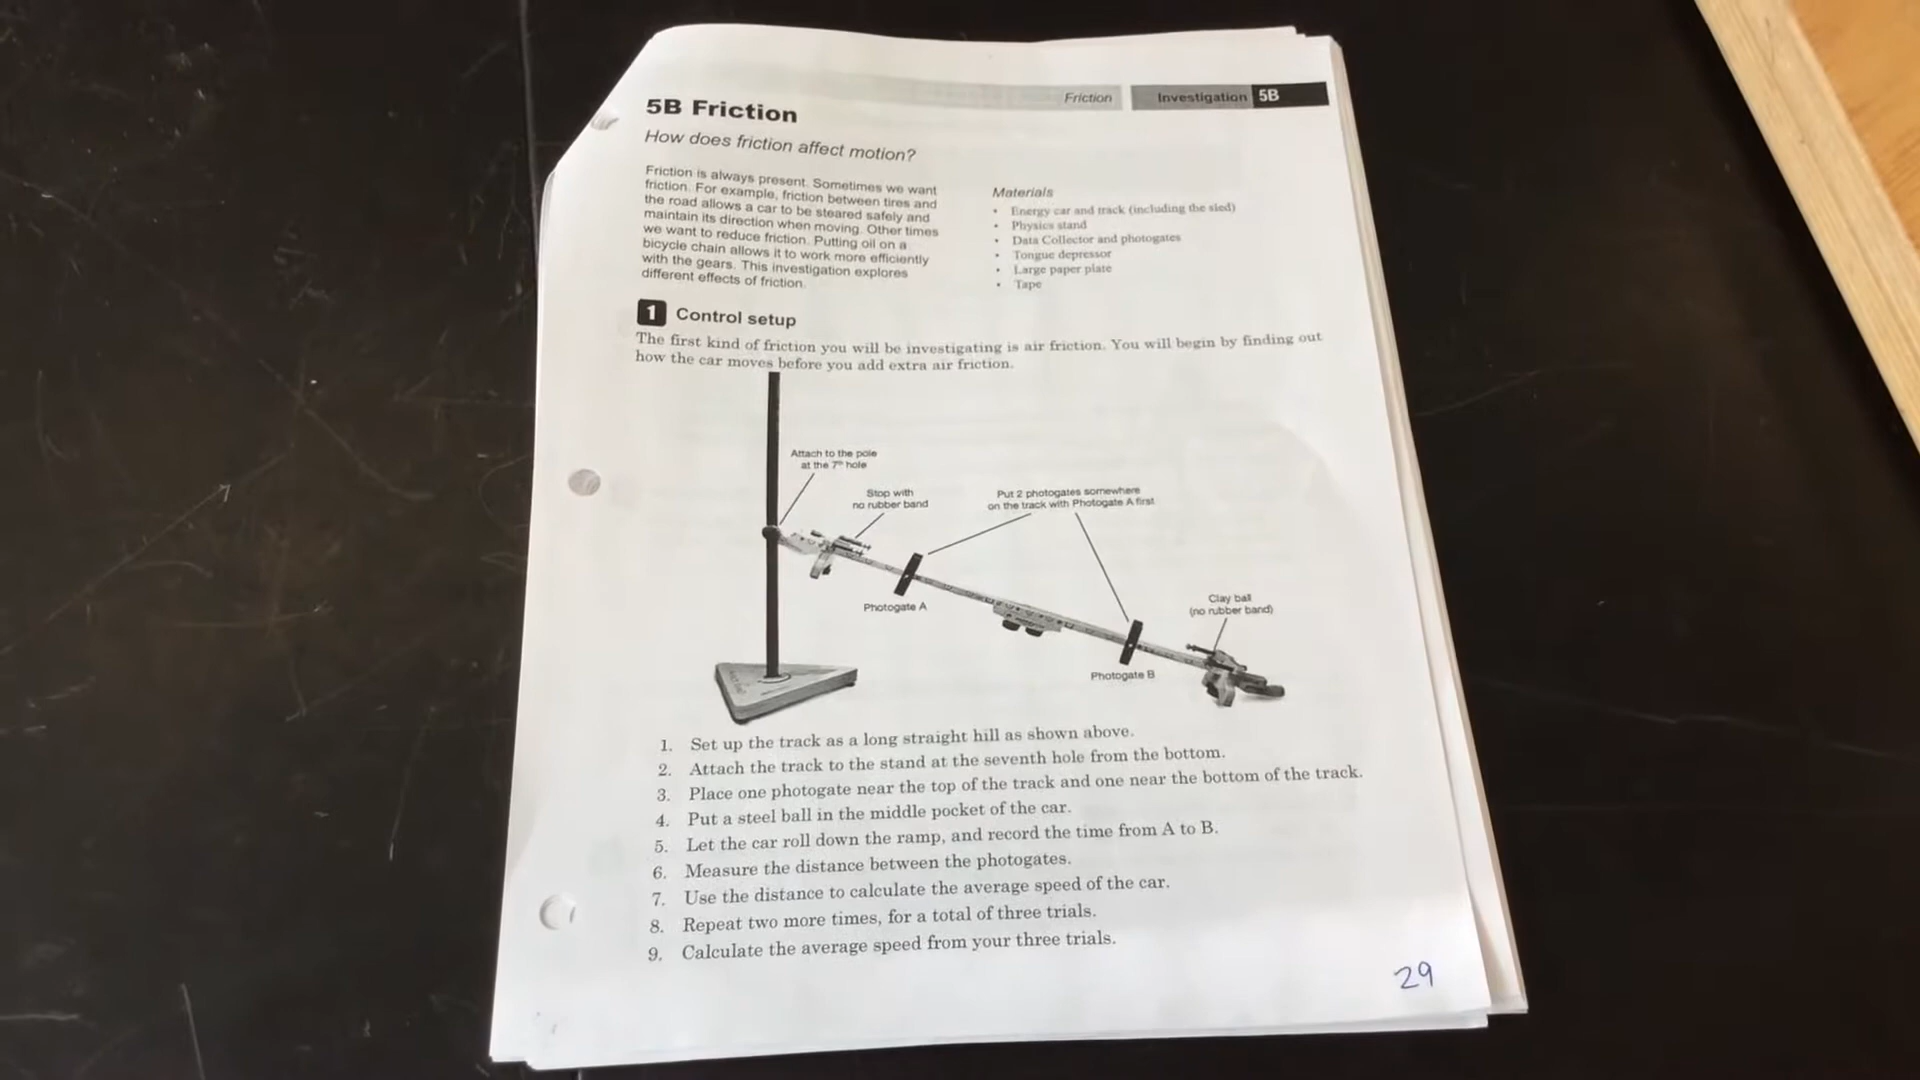 Friction Investigation 5B
5B Friction
How does friction affect motion?
Friction is always present. Sometimes we want
friction. For example, friction between tires and
the road allows a car to be steared safely and
maintain its direction when moving. Other times
we want to reduce friction. Putting oil on a
bicycle chain allows it to work more efficiently
with the gears. This investigation explores
different effects of friction.
Materials
• Energy car and track (including the sled)
• Physics stand
• Data Collector and photogates
• Tongue depressor
• Large paper plate
• Tape
1 Control setup
The first kind of friction you will be investigating is air friction. You will begin by finding out
how the car moves before you add extra air friction.
Attach to the pole
at the 7th hole
Stop with
no rubber band
Put 2 photogates somewhere
on the track with Photogate A first
Photogate A
Clay ball
(no rubber band)
Photogate B
1. Set up the track as a long straight hill as shown above.
2. Attach the track to the stand at the seventh hole from the bottom.
3. Place one photogate near the top of the track and one near the bottom of the track.
4. Put a steel ball in the middle pocket of the car.
5. Let the car roll down the ramp, and record the time from A to B.
6. Measure the distance between the photogates.
7. Use the distance to calculate the average speed of the car.
8. Repeat two more times, for a total of three trials.
9. Calculate the average speed from your three trials.
29